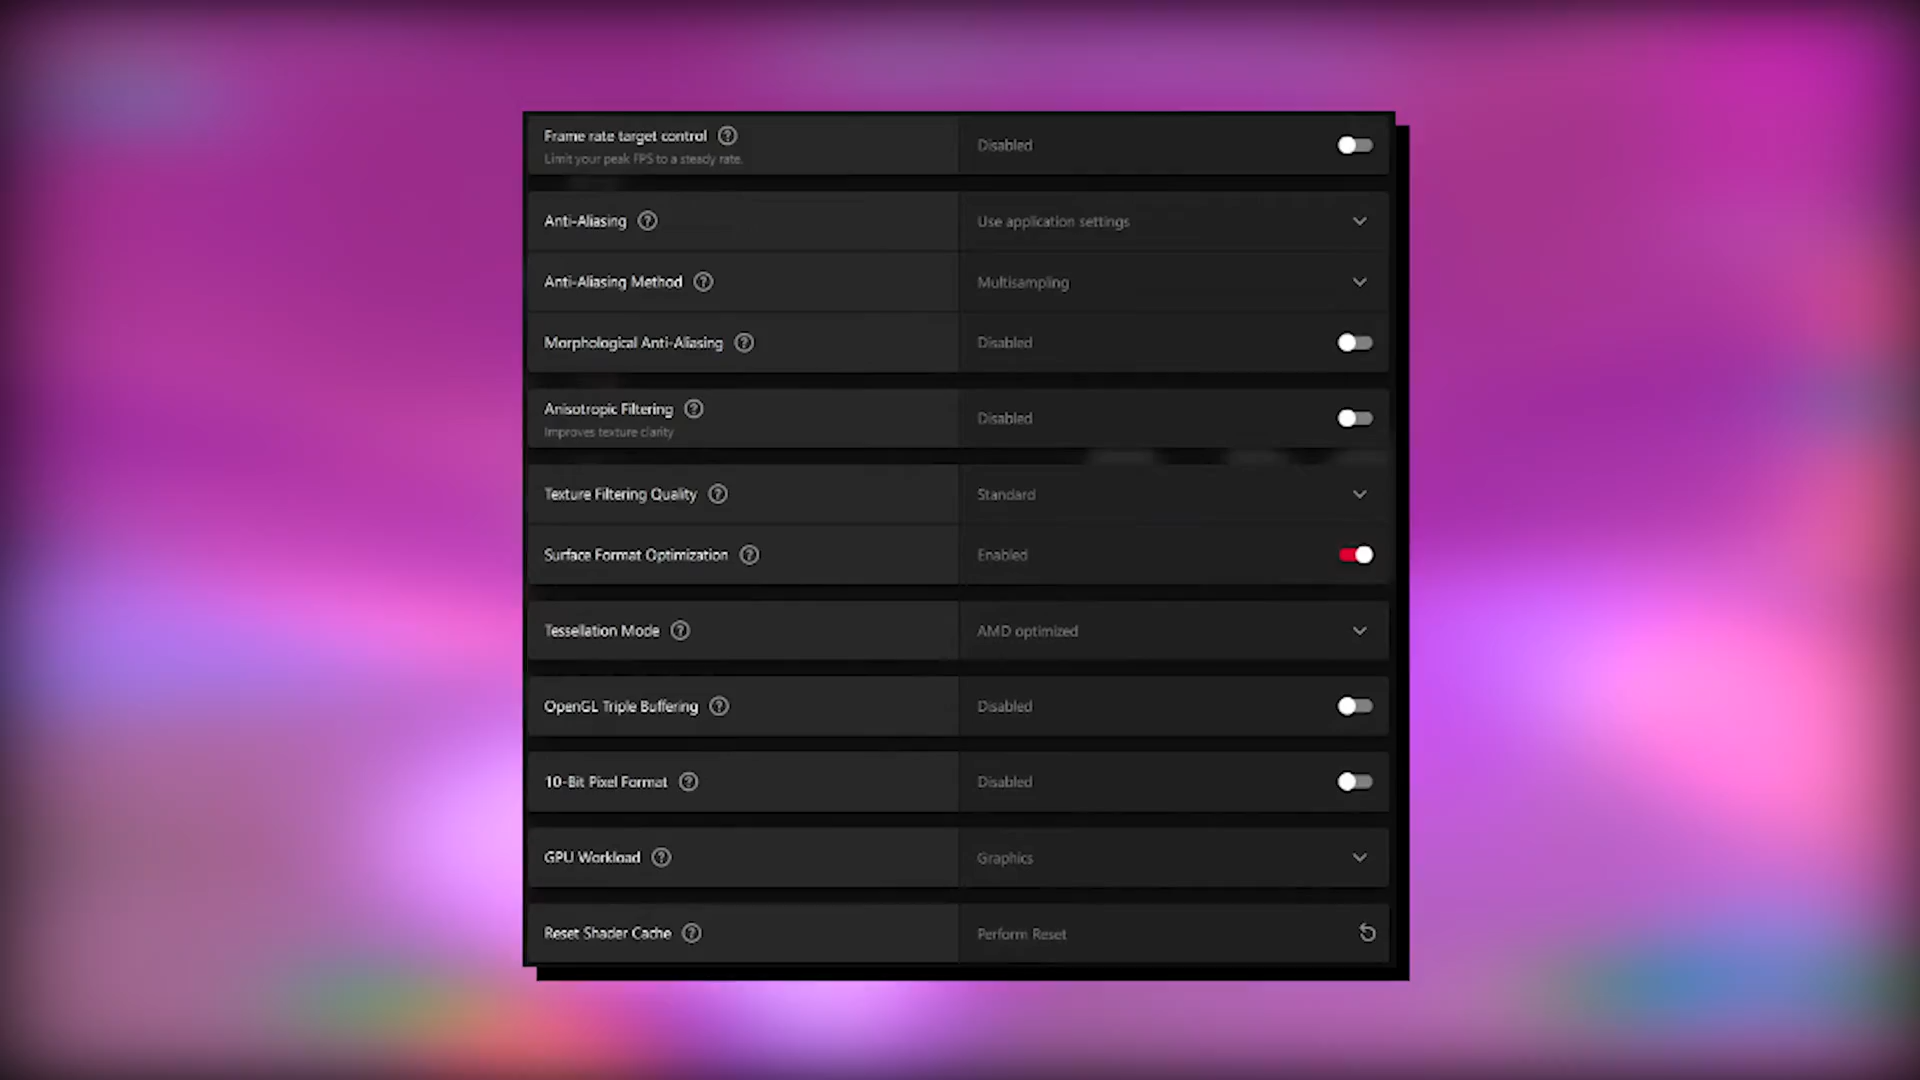 Frame rate target control
Limit your peak FPS to a steady rate.
Disabled
Anti-Aliasing
Use application settings
Anti-Aliasing Method
Multisampling
Morphological Anti-Aliasing
Disabled
Anisotropic Filtering
Improves texture clarity
Disabled
Texture Filtering Quality
Standard
Surface Format Optimization
Enabled
Tessellation Mode
AMD optimized
OpenGL Triple Buffering
Disabled
10-Bit Pixel Format
Disabled
GPU Workload
Graphics
Reset Shader Cache
Perform Reset